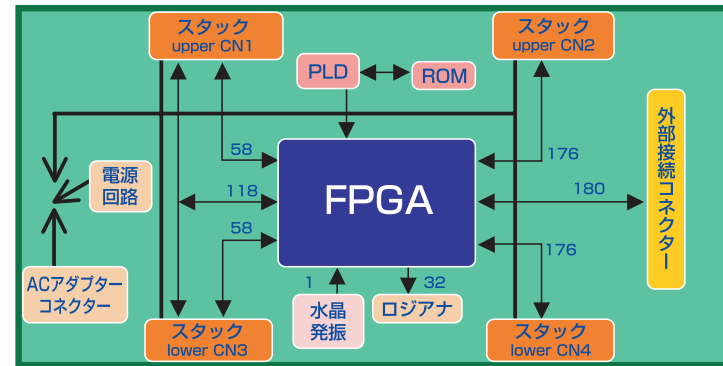 スタック
upper CN1
スタック
upper CN2
PLD
ROM
58
176
外部接続コネクター
電源
回路
118
FPGA
180
58
176
ACアダプター
コネクター
1
32
水晶
発振
ロジアナ
スタック
lower CN3
スタック
lower CN4